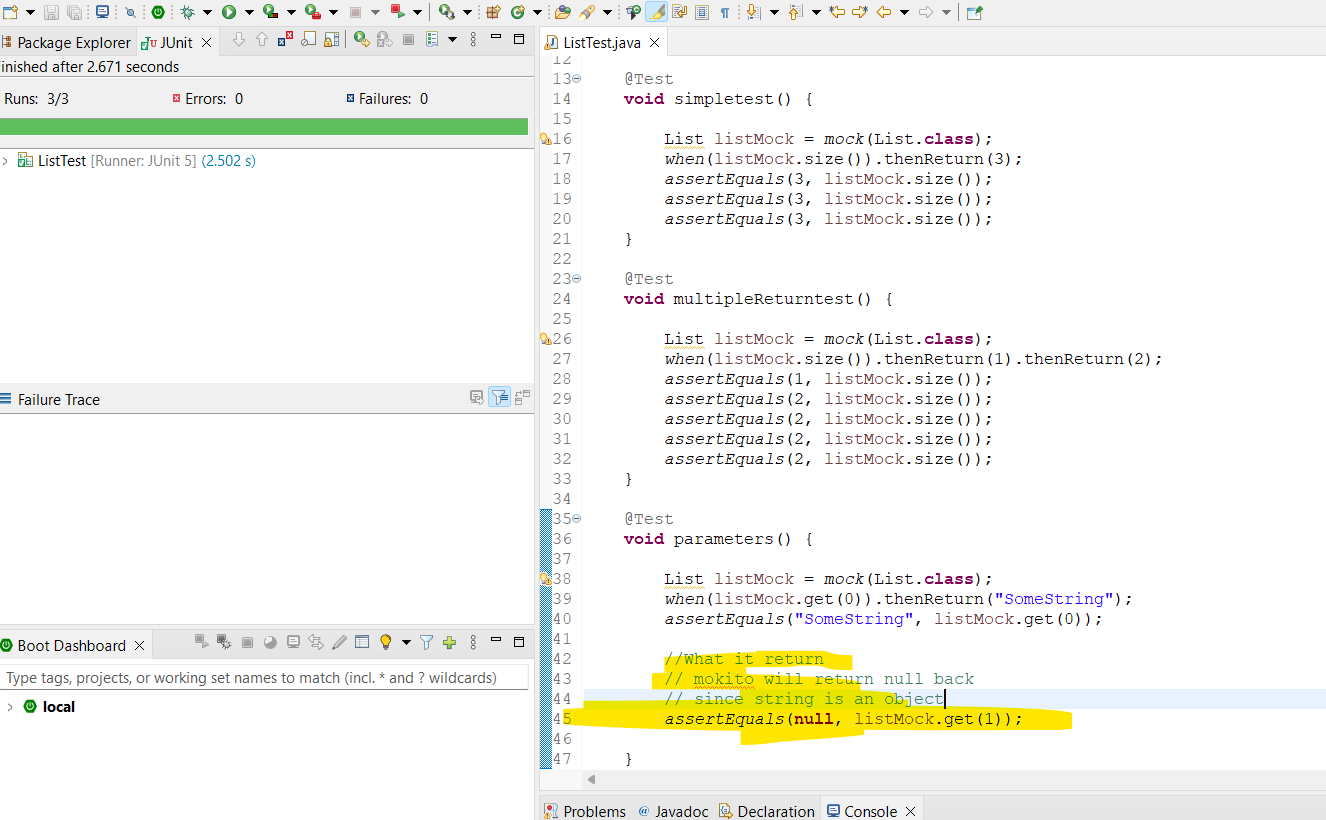 Package Explorer
JUnit
inished after 2.671 seconds
Runs: 3/3
Errors: 0
Failures: 0
ListTest [Runner: JUnit 5] (2.502 s)
Failure Trace
Boot Dashboard
Type tags, projects, or working set names to match (incl. * and ? wildcards)
local
ListTest.java
12
13 @Test
14 void simpletest() {
15
16 List listMock = mock(List.class);
17 when(listMock.size()).thenReturn(3);
18 assertEquals(3, listMock.size());
19 assertEquals(3, listMock.size());
20 assertEquals(3, listMock.size());
21 }
22
23 @Test
24 void multipleReturntest() {
25
26 List listMock = mock(List.class);
27 when(listMock.size()).thenReturn(1).thenReturn(2);
28 assertEquals(1, listMock.size());
29 assertEquals(2, listMock.size());
30 assertEquals(2, listMock.size());
31 assertEquals(2, listMock.size());
32 assertEquals(2, listMock.size());
33 }
34
35 @Test
36 void parameters() {
37
38 List listMock = mock(List.class);
39 when(listMock.get(0)).thenReturn("SomeString");
40 assertEquals("SomeString", listMock.get(0));
41
42 //What it return
43 // mokito will return null back
44 // since string is an object
45 assertEquals(null, listMock.get(1));
46
47 }
Problems
@ Javadoc
Declaration
Console